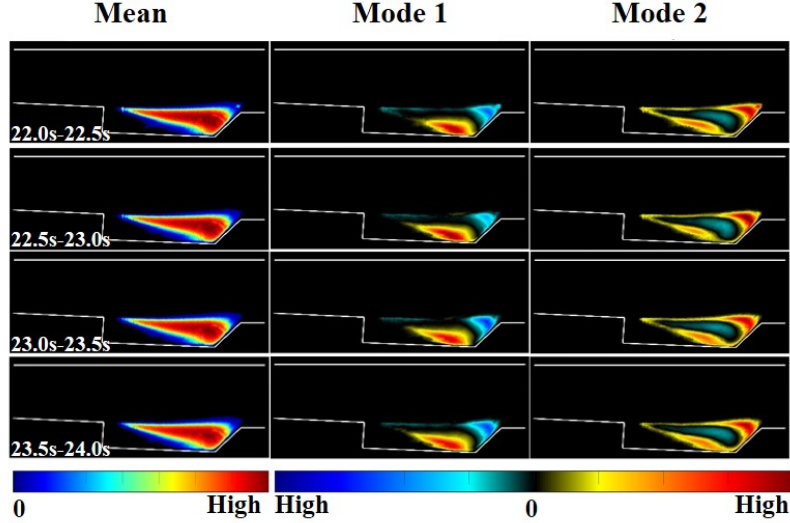 Mean Mode 1 Mode 2
22.0s-22.5s
22.5s-23.0s
23.0s-23.5s
23.5s-24.0s
0 High High 0 High